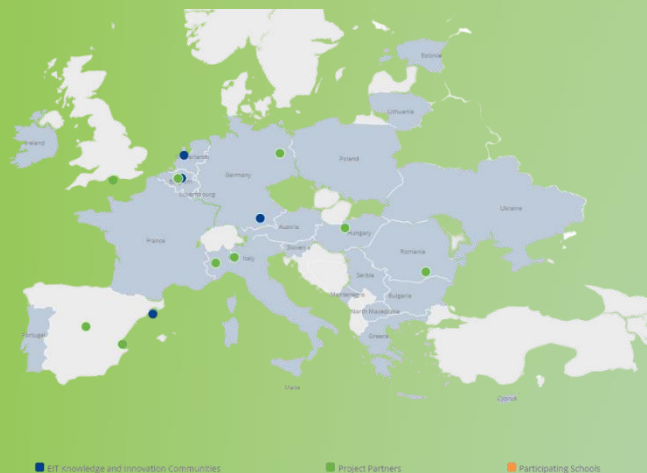 Estonia
Lithuania
Ireland
Poland
Germany
Luxembourg
Ukraine
France
Austria
Hungary
Slovenia
Romania
Italy
Serbia
Montenegro
Bulgaria
North Macedonia
Portugal
Greece
Malta
Cyprus
EIT Knowledge and Innovation Communities
Project Partners
Participating Schools